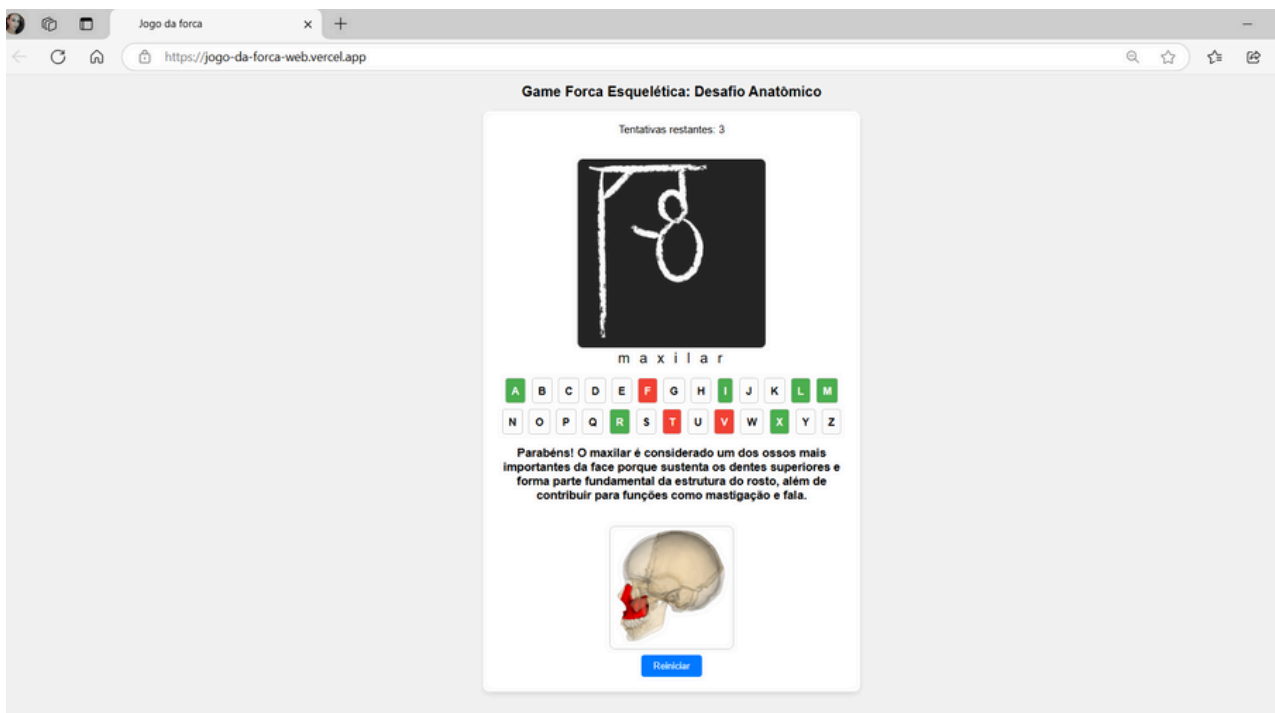 Jogo da forca
https://jogo-da-forca-web.vercel.app
Game Forca Esquelética: Desafio Anatômico
Tentativas restantes: 3
m a x i l a r
A B C D E F G H I J K L M
N O P Q R S T U V W X Y Z
Parabéns! O maxilar é considerado um dos ossos mais
importantes da face porque sustenta os dentes superiores e
forma parte fundamental da estrutura do rosto, além de
contribuir para funções como mastigação e fala.
Reiniciar